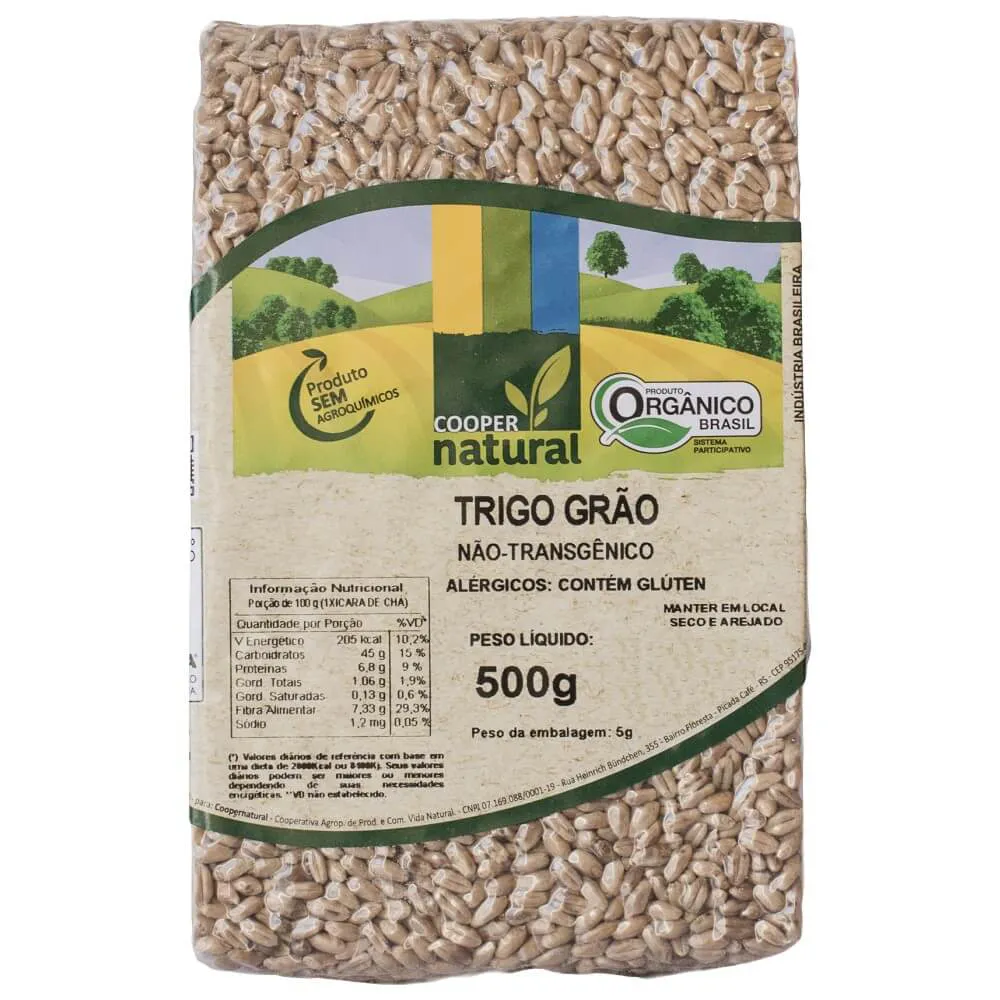 INDÚSTRIA BRASILEIRA
Produto
SEM
AGROQUÍMICOS
COOPER
natural
PRODUTO
ORGÂNICO
BRASIL
SISTEMA
PARTICIPATIVO
TRIGO GRÃO
NÃO-TRANSGÊNICO
ALÉRGICOS: CONTÉM GLÚTEN
MANTER EM LOCAL
SECO E AREJADO
PESO LÍQUIDO:
500g
Peso da embalagem: 5g
Informação Nutricional
Porção de 100 g (1XICARA DE CHÁ)
Quantidade por Porção %VD*
V Energético 205 kcal 10,2%
Carboidratos 45 g 15 %
Proteinas 6,8 g 9 %
Gord. Totais 1,06 g 1,9%
Gord. Saturadas 0,13 g 0,6 %
Fibra Alimentar 7,33 g 29,3%
Sódio 1,2 mg 0,05 %
(*) Valores diários de referência com base em
uma dieta de 2000Kcal ou 8400Kj. Seus valores
diários podem ser maiores ou menores
dependendo de suas necessidades
energéticas. **VD não estabelecido.
para: Coopernatural - Cooperativa Agrop. de Prod. e Com. Vida Natural. - CNPJ 07.169.088/0001-19 - Rua Heinrich Bündchen, 355 - Bairro Floresta - Picada Café - RS - CEP 95175